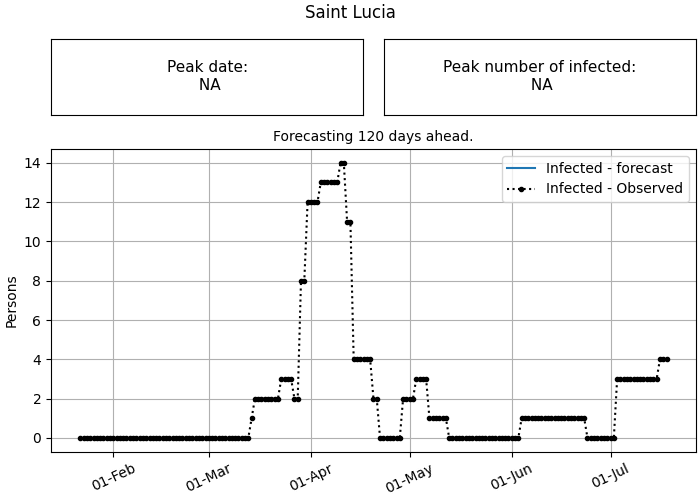 Saint Lucia
Peak date:
NA
Peak number of infected:
NA
Forecasting 120 days ahead.
Infected - forecast
Infected - Observed
Persons
14
12
10
8
6
4
2
0
01-Feb
01-Mar
01-Apr
01-May
01-Jun
01-Jul